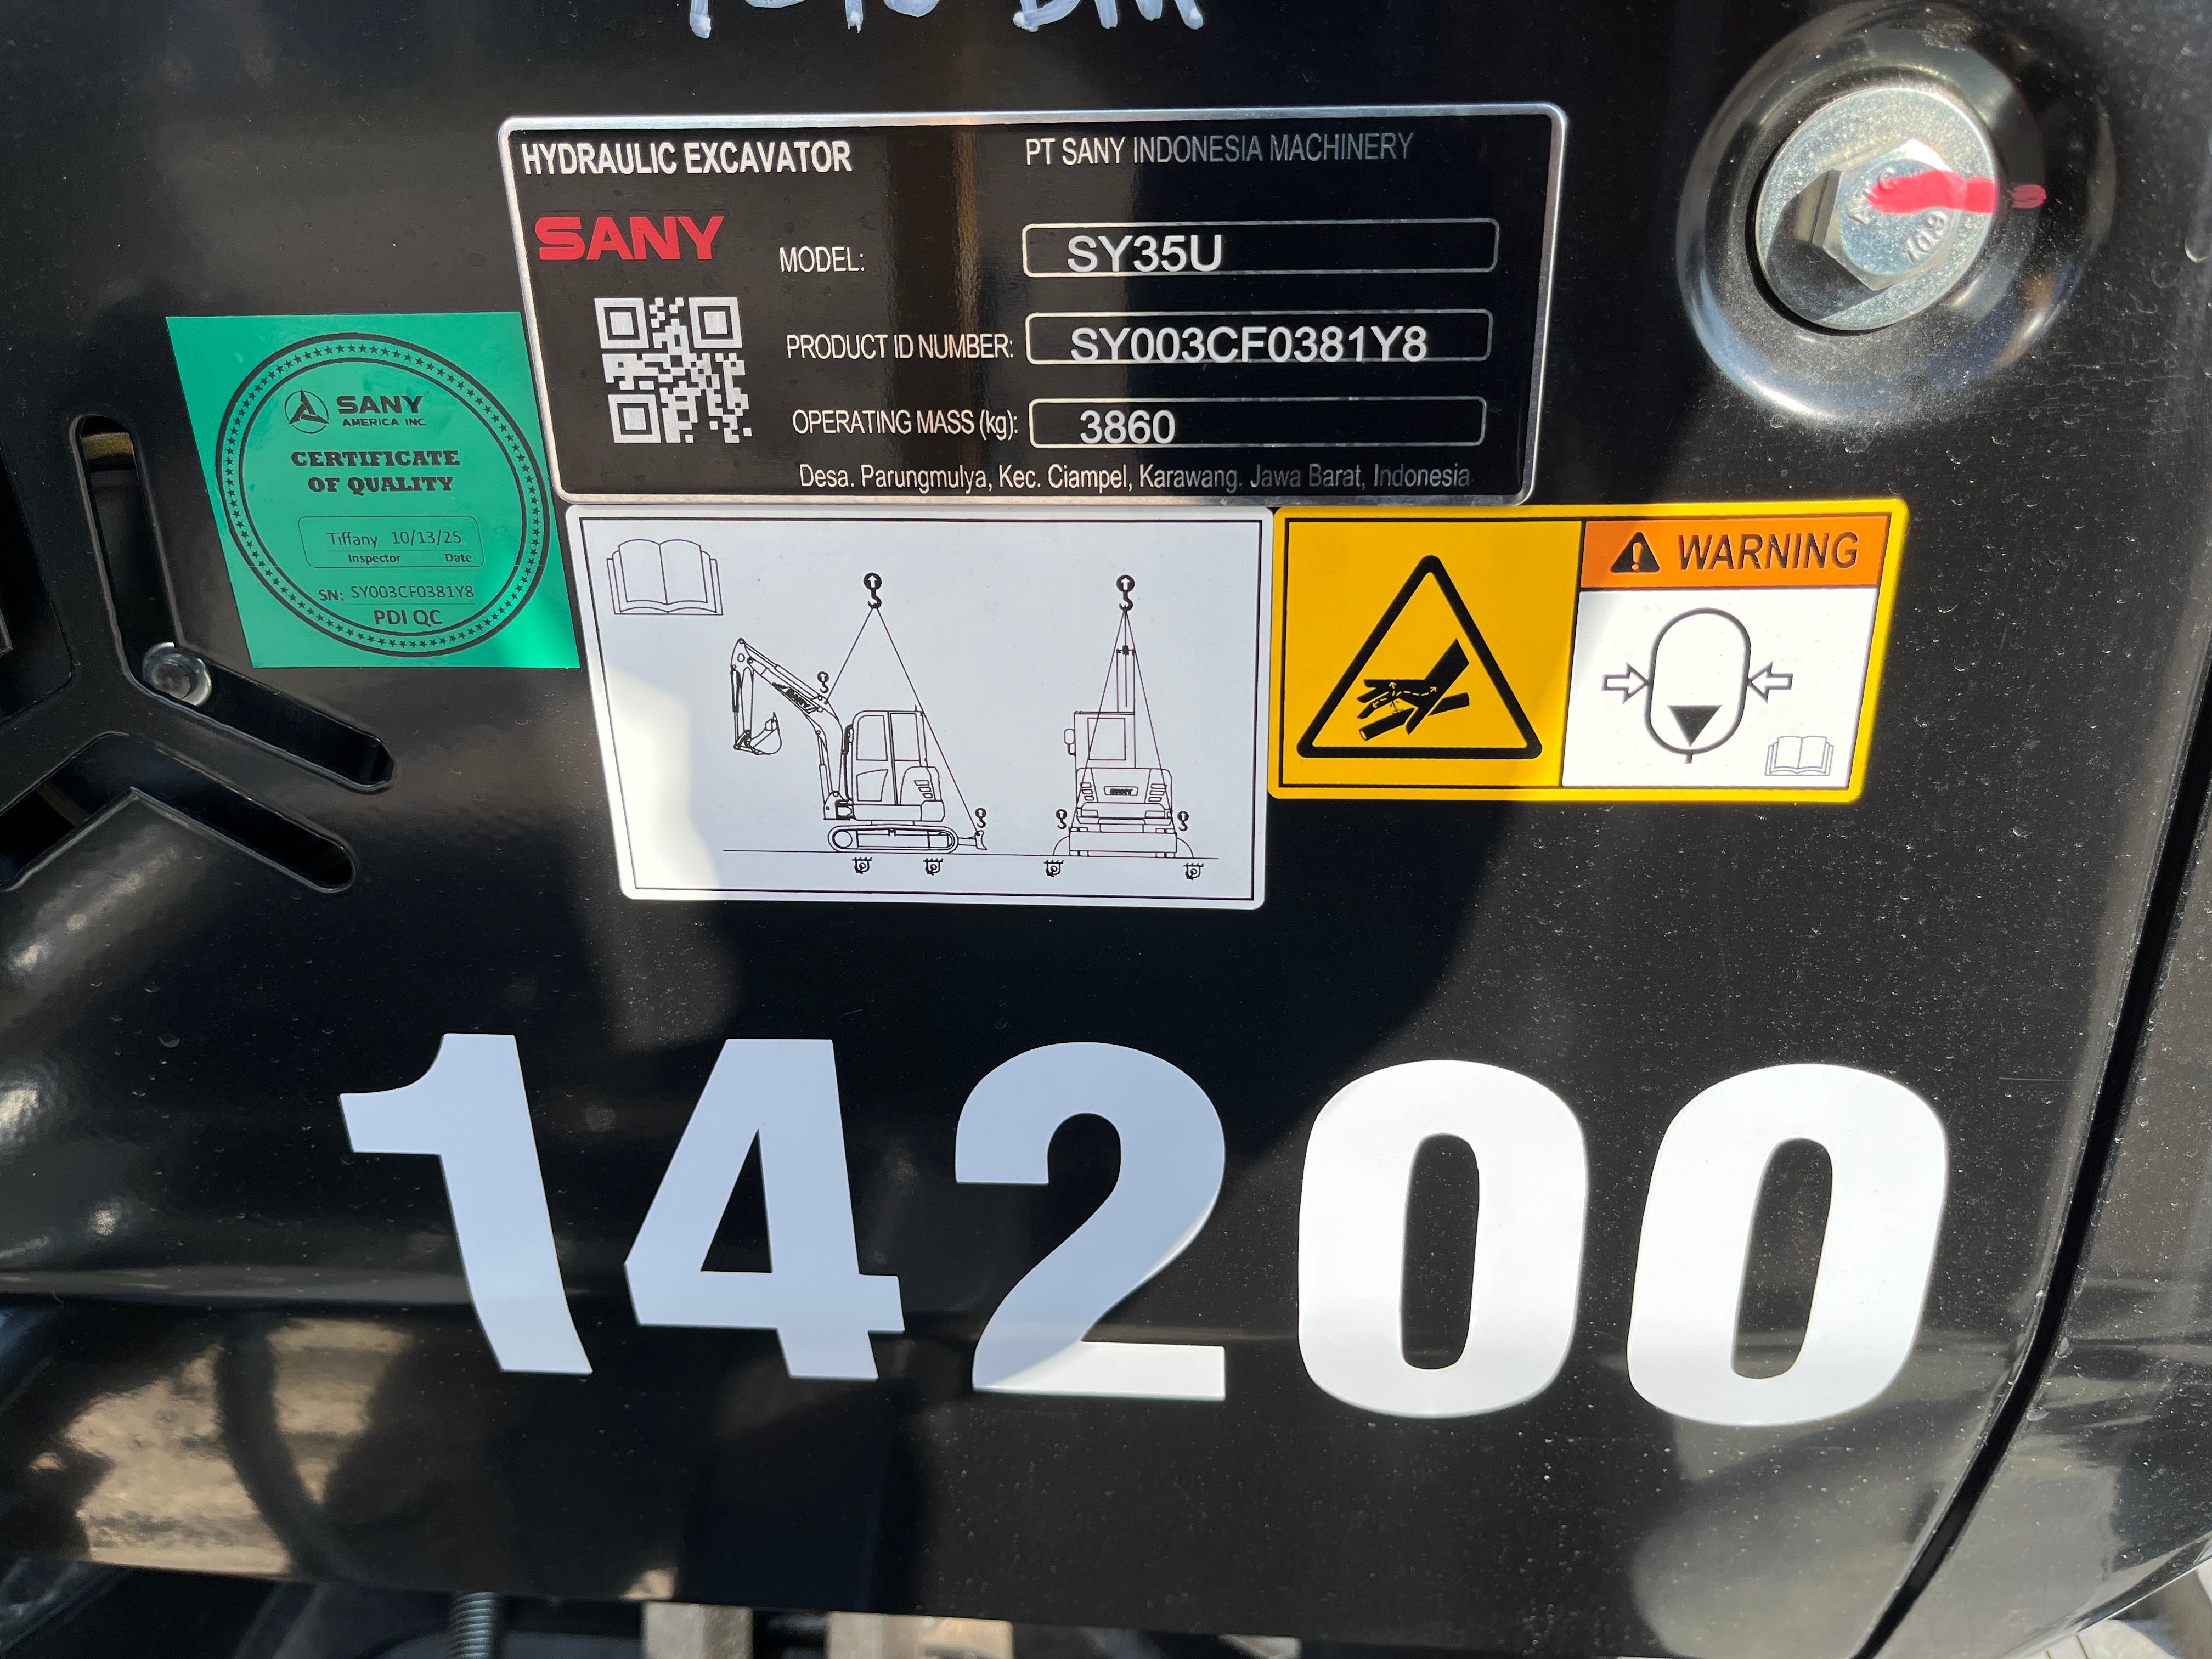 HYDRAULIC EXCAVATOR
PT SANY INDONESIA MACHINERY
SANY
MODEL: SY35U
PRODUCT ID NUMBER: SY003CF0381Y8
OPERATING MASS (kg): 3860
Desa. Parungmulya, Kec. Ciampel, Karawang. Jawa Barat, Indonesia
SANY
AMERICA INC
CERTIFICATE
OF QUALITY
Tiffany 10/13/25
Inspector Date
SN: SY003CF0381Y8
PDI QC
SANY
SANY
WARNING
14200